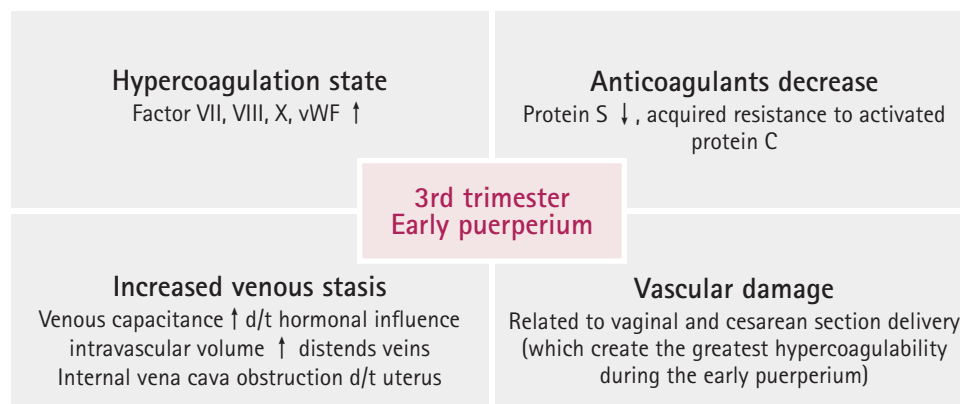 Hypercoagulation state
Factor VII, VIII, X, vWF ↑
Anticoagulants decrease
Protein S ↓, acquired resistance to activated
protein C
3rd trimester
Early puerperium
Increased venous stasis
Venous capacitance ↑ d/t hormonal influence
intravascular volume ↑ distends veins
Internal vena cava obstruction d/t uterus
Vascular damage
Related to vaginal and cesarean section delivery
(which create the greatest hypercoagulability
during the early puerperium)